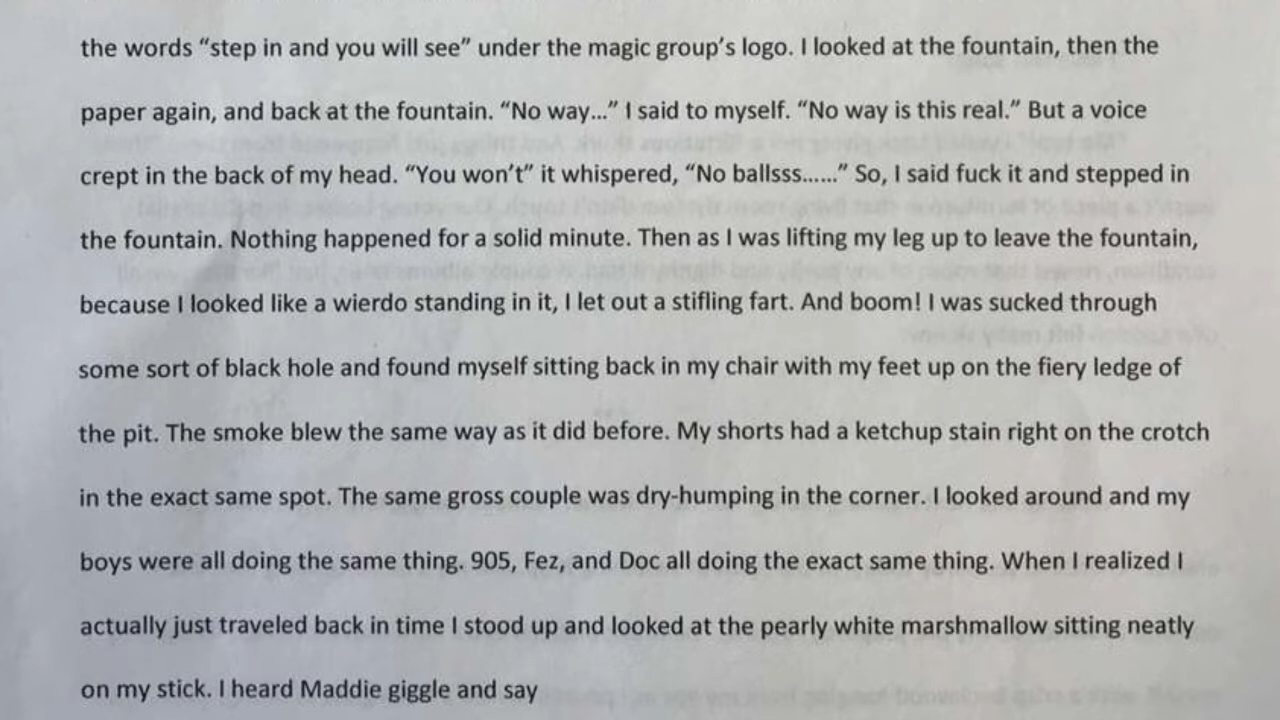 the words “step in and you will see” under the magic group’s logo. I looked at the fountain, then the
paper again, and back at the fountain. “No way…” I said to myself. “No way is this real.” But a voice
crept in the back of my head. “You won’t” it whispered, “No ballsss……” So, I said fuck it and stepped in
the fountain. Nothing happened for a solid minute. Then as I was lifting my leg up to leave the fountain,
because I looked like a wierdo standing in it, I let out a stifling fart. And boom! I was sucked through
some sort of black hole and found myself sitting back in my chair with my feet up on the fiery ledge of
the pit. The smoke blew the same way as it did before. My shorts had a ketchup stain right on the crotch
in the exact same spot. The same gross couple was dry-humping in the corner. I looked around and my
boys were all doing the same thing. 905, Fez, and Doc all doing the exact same thing. When I realized I
actually just traveled back in time I stood up and looked at the pearly white marshmallow sitting neatly
on my stick. I heard Maddie giggle and say